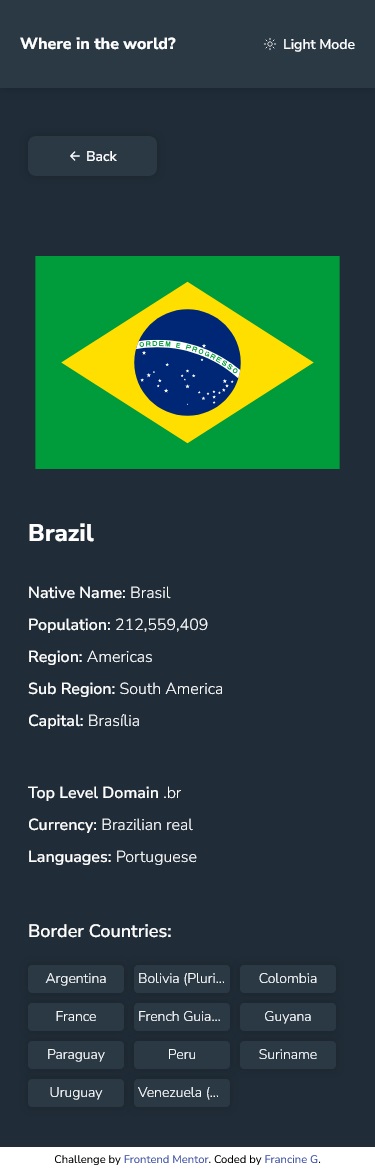 Where in the world?
Light Mode
← Back
ORDEM E PROGRESSO
Brazil
Native Name: Brasil
Population: 212,559,409
Region: Americas
Sub Region: South America
Capital: Brasília
Top Level Domain .br
Currency: Brazilian real
Languages: Portuguese
Border Countries:
Argentina Bolivia (Pluri... Colombia
France French Guia... Guyana
Paraguay Peru Suriname
Uruguay Venezuela (...
Challenge by Frontend Mentor. Coded by Francine G.